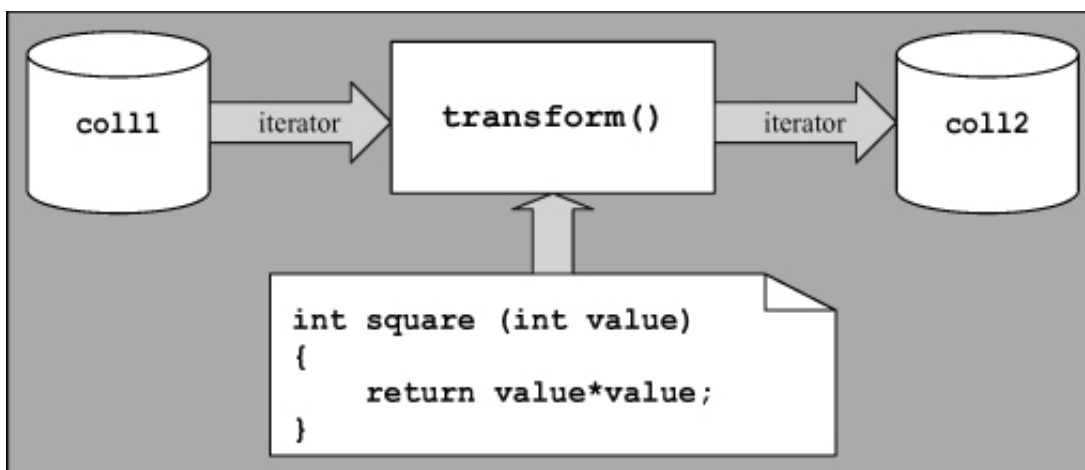 coll1
iterator
transform()
iterator
coll2
int square (int value)
{
    return value*value;
}